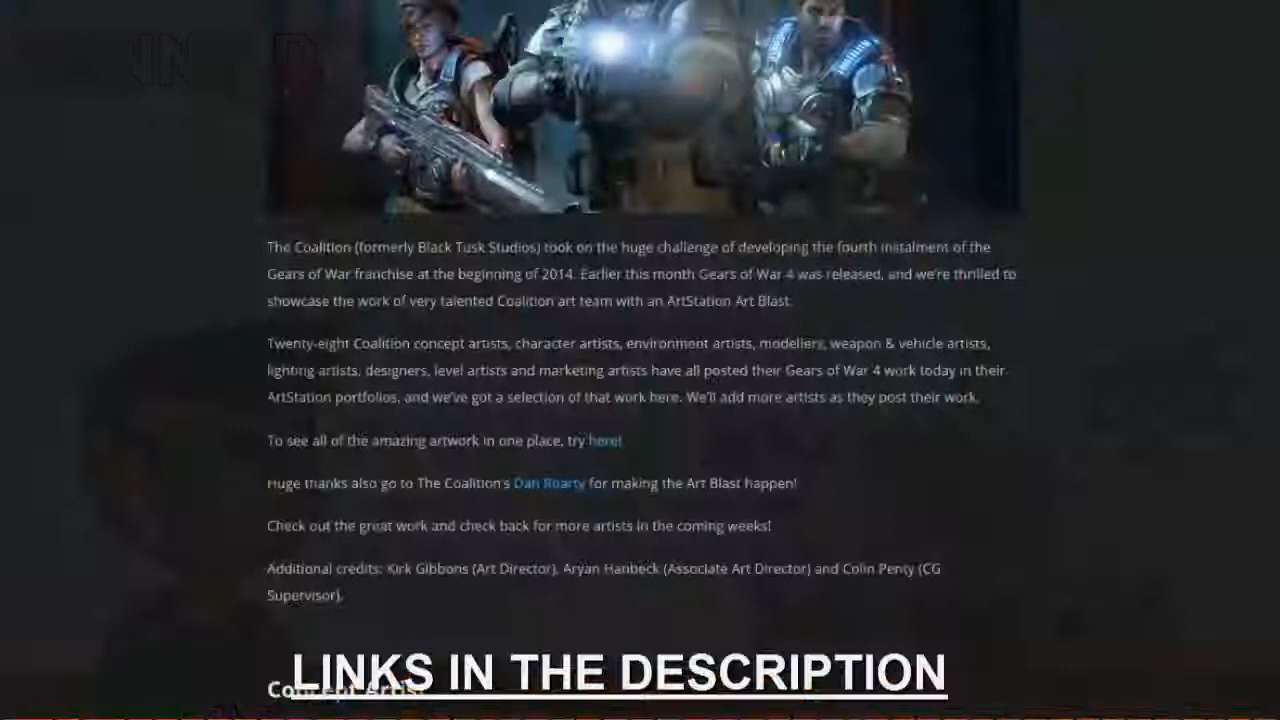 The Coalition (formerly Black Tusk Studios) took on the huge challenge of developing the fourth instalment of the
Gears of War franchise at the beginning of 2014. Earlier this month Gears of War 4 was released, and we're thrilled to
showcase the work of very talented Coalition art team with an ArtStation Art Blast.
Twenty-eight Coalition concept artists, character artists, environment artists, modellers, weapon & vehicle artists,
lighting artists, designers, level artists and marketing artists have all posted their Gears of War 4 work today in their
ArtStation portfolios, and we've got a selection of that work here. We'll add more artists as they post their work.
To see all of the amazing artwork in one place, try here!
Huge thanks also go to The Coalition's Dan Roarty for making the Art Blast happen!
Check out the great work and check back for more artists in the coming weeks!
Additional credits: Kirk Gibbons (Art Director), Aryan Hanbeck (Associate Art Director) and Colin Penty (CG
Supervisor).
LINKS IN THE DESCRIPTION
Concept Artist